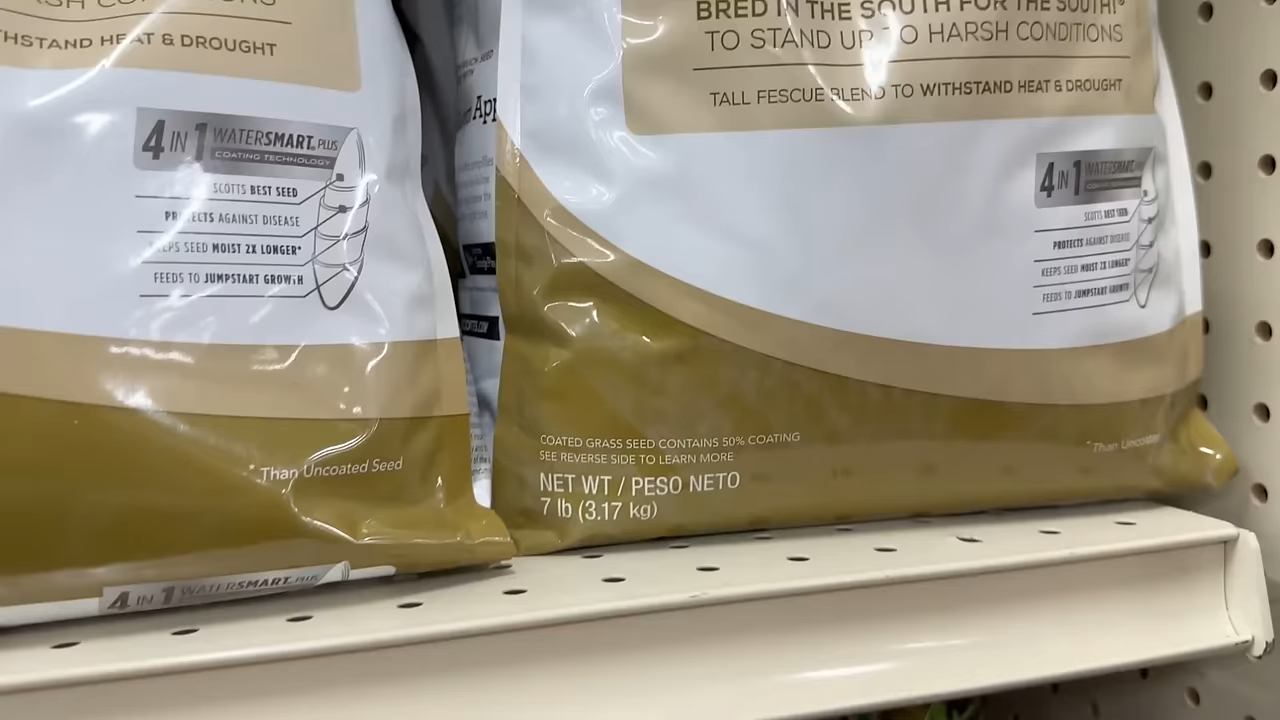 HARSH CONDITIONS
WITHSTAND HEAT & DROUGHT
4 IN 1 WATERSMART PLUS
COATING TECHNOLOGY
SCOTTS BEST SEED
PROTECTS AGAINST DISEASE
KEEPS SEED MOIST 2X LONGER*
FEEDS TO JUMPSTART GROWTH
*Than Uncoated Seed
4 IN 1 WATERSMART PLUS
App
BRED IN THE SOUTH FOR THE SOUTH!®
TO STAND UP TO HARSH CONDITIONS
TALL FESCUE BLEND TO WITHSTAND HEAT & DROUGHT
4 IN 1 WATERSMART
SCOTTS BEST SEED
PROTECTS AGAINST DISEASE
KEEPS SEED MOIST 2X LONGER*
FEEDS TO JUMPSTART GROWTH
COATED GRASS SEED CONTAINS 50% COATING
SEE REVERSE SIDE TO LEARN MORE
NET WT / PESO NETO
7 lb (3.17 kg)
*Than Uncoated